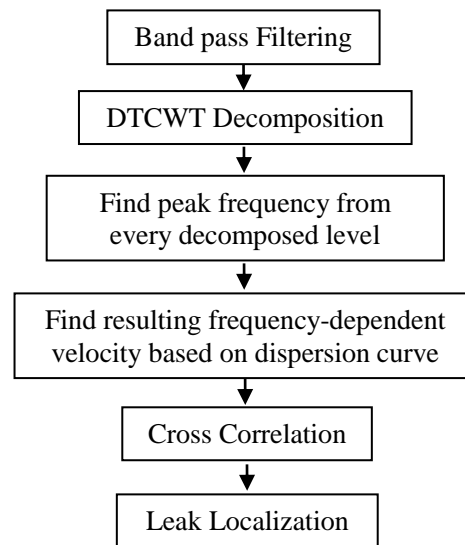 Band pass Filtering
DTCWT Decomposition
Find peak frequency from
every decomposed level
Find resulting frequency-dependent
velocity based on dispersion curve
Cross Correlation
Leak Localization